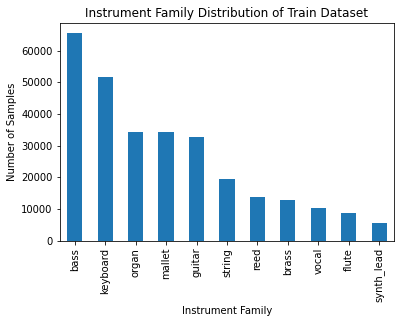 Instrument Family Distribution of Train Dataset
Number of Samples
60000
50000
40000
30000
20000
10000
0
bass
keyboard
organ
mallet
guitar
string
reed
brass
vocal
flute
synth_lead
Instrument Family